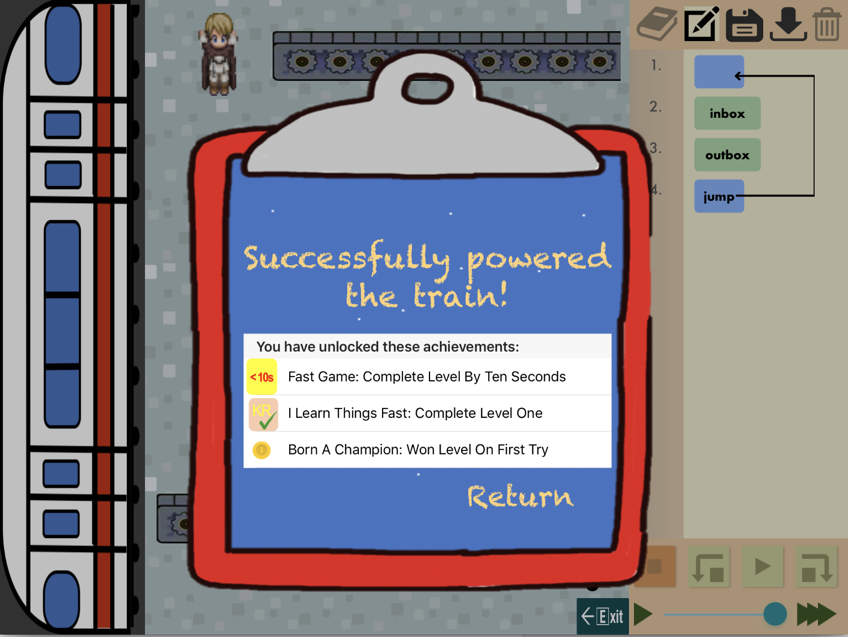 1.
2.
inbox
3.
outbox
4.
jump
Successfully powered
the train!
You have unlocked these achievements:
<10s Fast Game: Complete Level By Ten Seconds
KR I Learn Things Fast: Complete Level One
Born A Champion: Won Level On First Try
Return
Exit